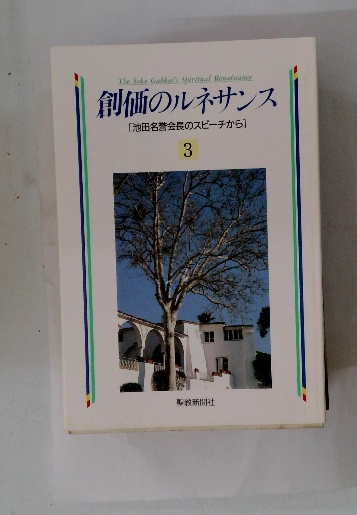 The Soka Gakkai's Spiritual Renaissance
創価のルネサンス
[池田名誉会長のスピーチから]
3
聖教新聞社